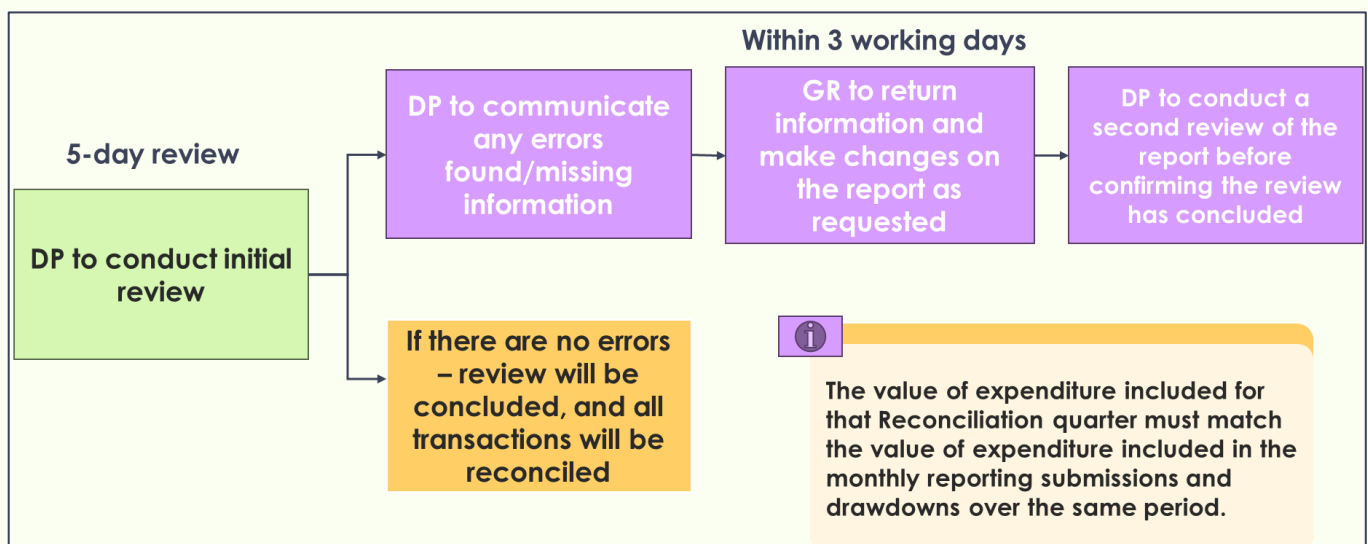 5-day review
DP to conduct initial
review
DP to communicate
any errors
found/missing
information
Within 3 working days
GR to return
information and
make changes on
the report as
requested
DP to conduct a
second review of the
report before
confirming the review
has concluded
If there are no errors
– review will be
concluded, and all
transactions will be
reconciled
i
The value of expenditure included for
that Reconciliation quarter must match
the value of expenditure included in the
monthly reporting submissions and
drawdowns over the same period.